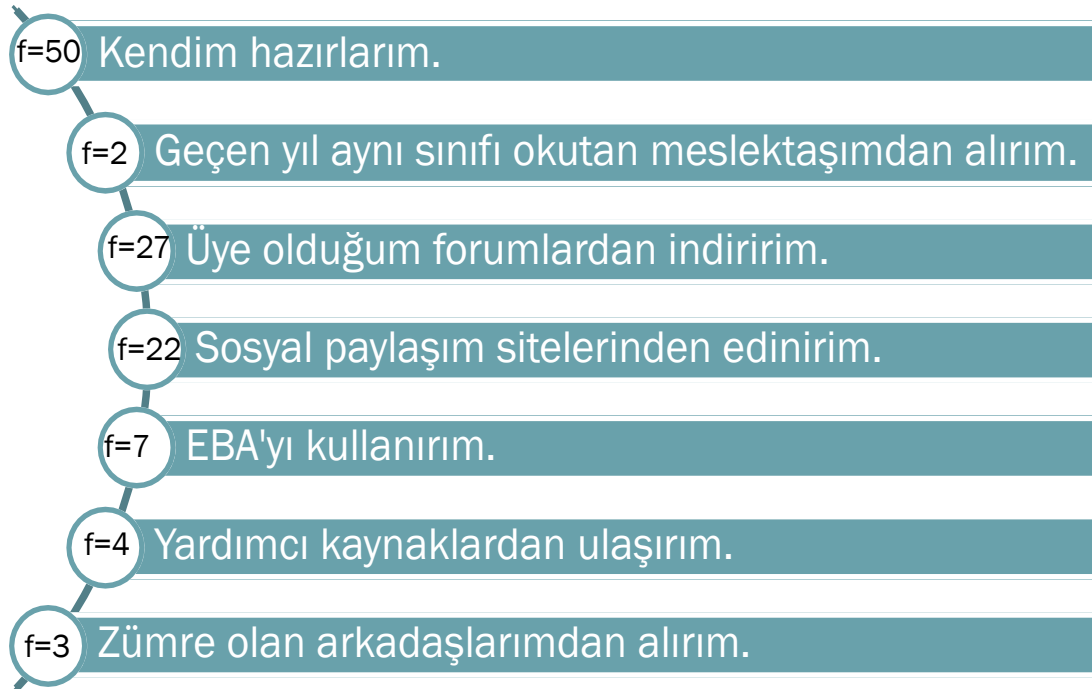 f=50 Kendim hazırlarım.
f=2 Geçen yıl aynı sınıfı okutan meslektaşımdan alırım.
f=27 Üye olduğum forumlardan indiririm.
f=22 Sosyal paylaşım sitelerinden edinirim.
f=7 EBA'yı kullanırım.
f=4 Yardımcı kaynaklardan ulaşırım.
f=3 Zümre olan arkadaşlarımdan alırım.